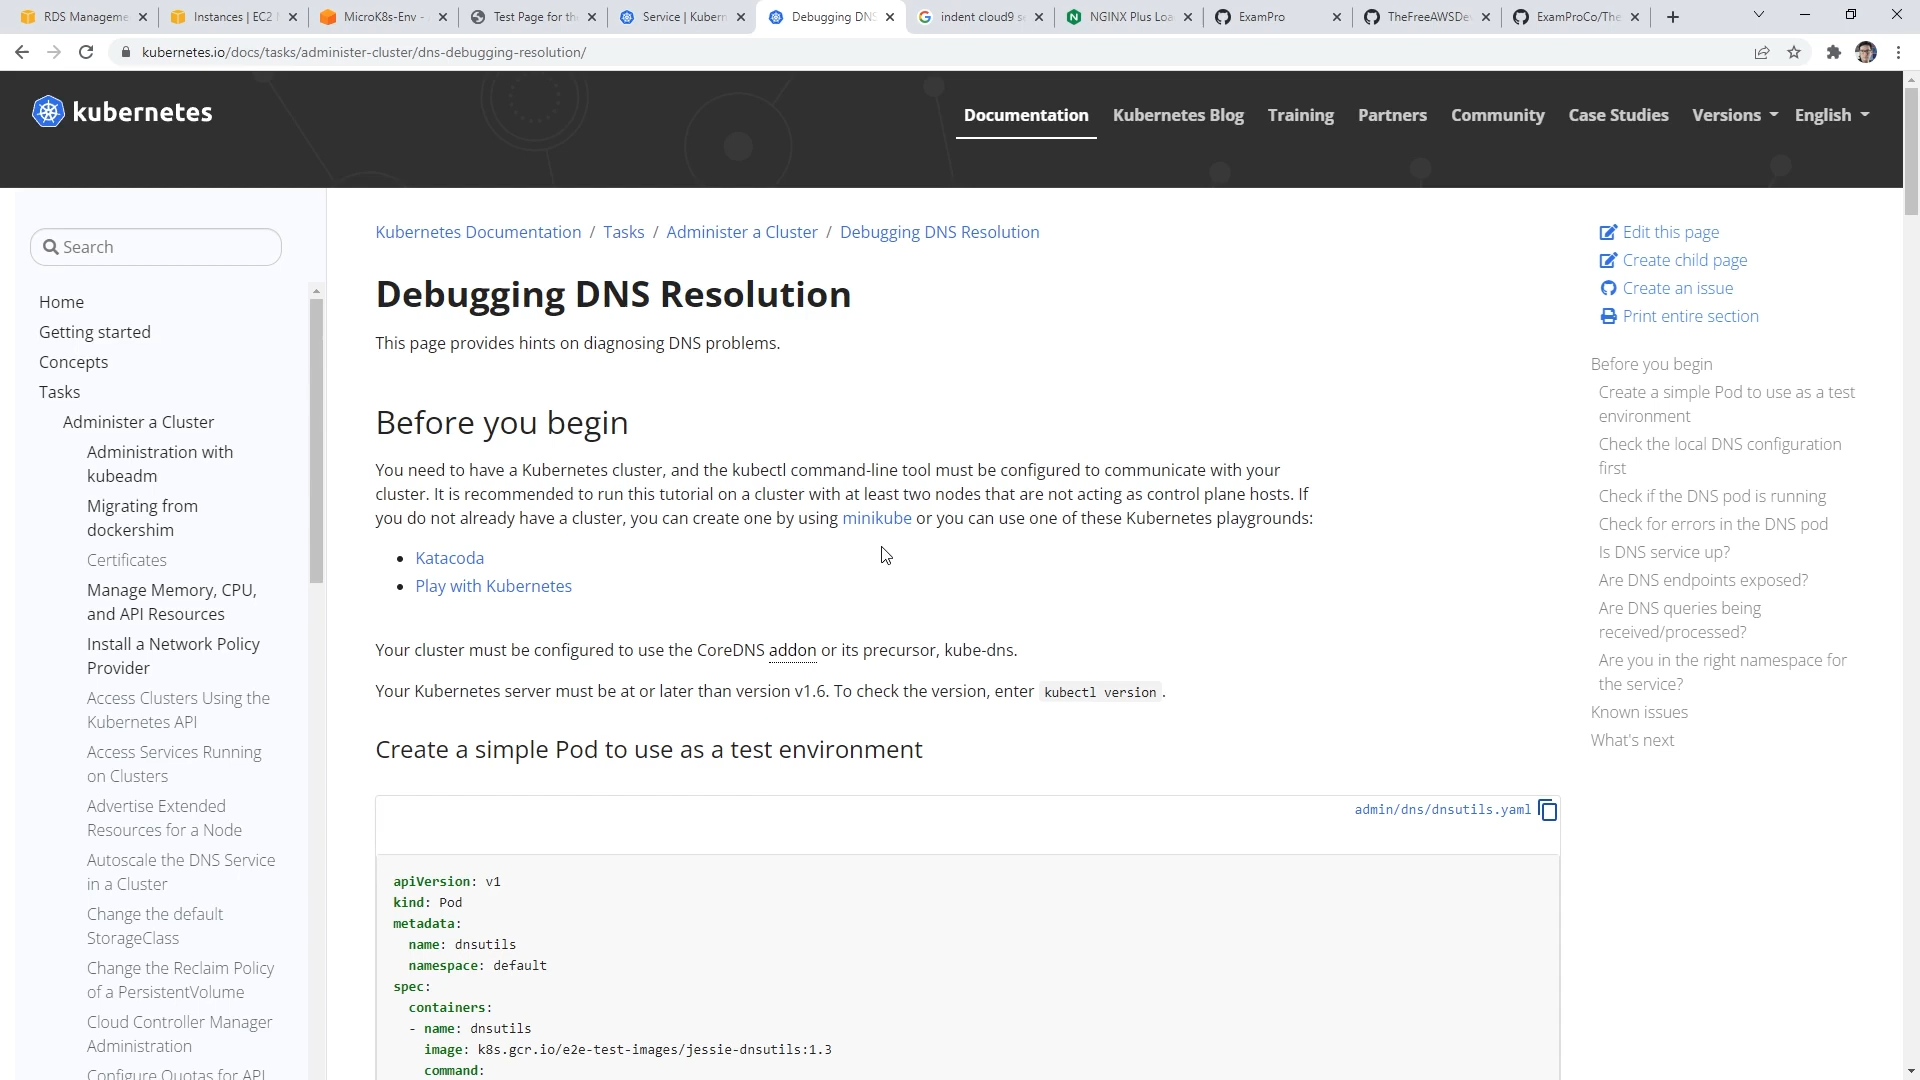 RDS Manageme
Instances | EC2
MicroK8s-Env -
Test Page for th
Service | Kubern
Debugging DNS
indent cloud9 se
NGINX Plus Loa
ExamPro
TheFreeAWSDe
ExamProCo/The
kubernetes.io/docs/tasks/administer-cluster/dns-debugging-resolution/
kubernetes
Documentation
Kubernetes Blog
Training
Partners
Community
Case Studies
Versions
English
Search
Home
Getting started
Concepts
Tasks
Administer a Cluster
Administration with
kubeadm
Migrating from
dockershim
Certificates
Manage Memory, CPU,
and API Resources
Install a Network Policy
Provider
Access Clusters Using the
Kubernetes API
Access Services Running
on Clusters
Advertise Extended
Resources for a Node
Autoscale the DNS Service
in a Cluster
Change the default
StorageClass
Change the Reclaim Policy
of a PersistentVolume
Cloud Controller Manager
Administration
Configure Quotas for API
Kubernetes Documentation / Tasks / Administer a Cluster / Debugging DNS Resolution
Debugging DNS Resolution
This page provides hints on diagnosing DNS problems.
Before you begin
You need to have a Kubernetes cluster, and the kubectl command-line tool must be configured to communicate with your
cluster. It is recommended to run this tutorial on a cluster with at least two nodes that are not acting as control plane hosts. If
you do not already have a cluster, you can create one by using minikube or you can use one of these Kubernetes playgrounds:
Katacoda
Play with Kubernetes
Your cluster must be configured to use the CoreDNS addon or its precursor, kube-dns.
Your Kubernetes server must be at or later than version v1.6. To check the version, enter kubectl version .
Create a simple Pod to use as a test environment
admin/dns/dnsutils.yaml
apiVersion: v1
kind: Pod
metadata:
name: dnsutils
namespace: default
spec:
containers:
- name: dnsutils
image: k8s.gcr.io/e2e-test-images/jessie-dnsutils:1.3
command:
Edit this page
Create child page
Create an issue
Print entire section
Before you begin
Create a simple Pod to use as a test
environment
Check the local DNS configuration
first
Check if the DNS pod is running
Check for errors in the DNS pod
Is DNS service up?
Are DNS endpoints exposed?
Are DNS queries being
received/processed?
Are you in the right namespace for
the service?
Known issues
What's next